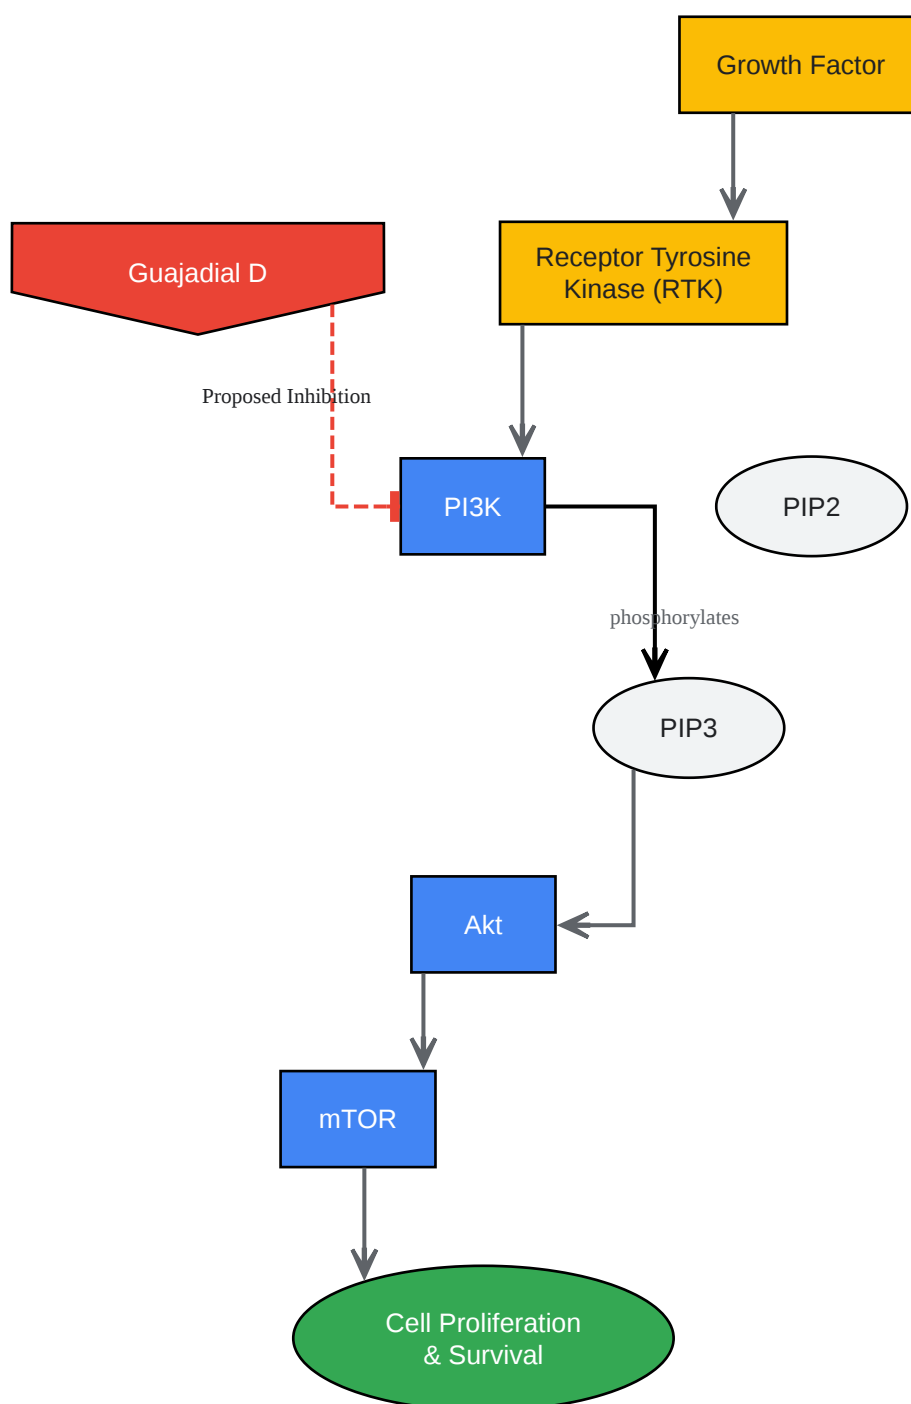 Growth Factor
Guajadial D
Receptor Tyrosine
Kinase (RTK)
Proposed Inhibition
PI3K
PIP2
phosphorylates
PIP3
Akt
mTOR
Cell Proliferation
& Survival